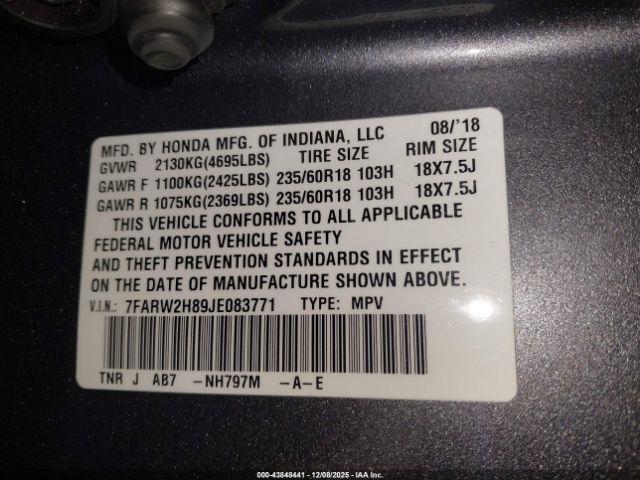 MFD. BY HONDA MFG. OF INDIANA, LLC 08/'18
GVWR 2130KG(4695LBS) TIRE SIZE RIM SIZE
GAWR F 1100KG(2425LBS) 235/60R18 103H 18X7.5J
GAWR R 1075KG(2369LBS) 235/60R18 103H 18X7.5J
THIS VEHICLE CONFORMS TO ALL APPLICABLE
FEDERAL MOTOR VEHICLE SAFETY
AND THEFT PREVENTION STANDARDS IN EFFECT
ON THE DATE OF MANUFACTURE SHOWN ABOVE.
V.I.N.: 7FARW2H89JE083771 TYPE: MPV
TNR J AB7 -NH797M -A-E
000-43848441 - 12/08/2025 - IAA, Inc.